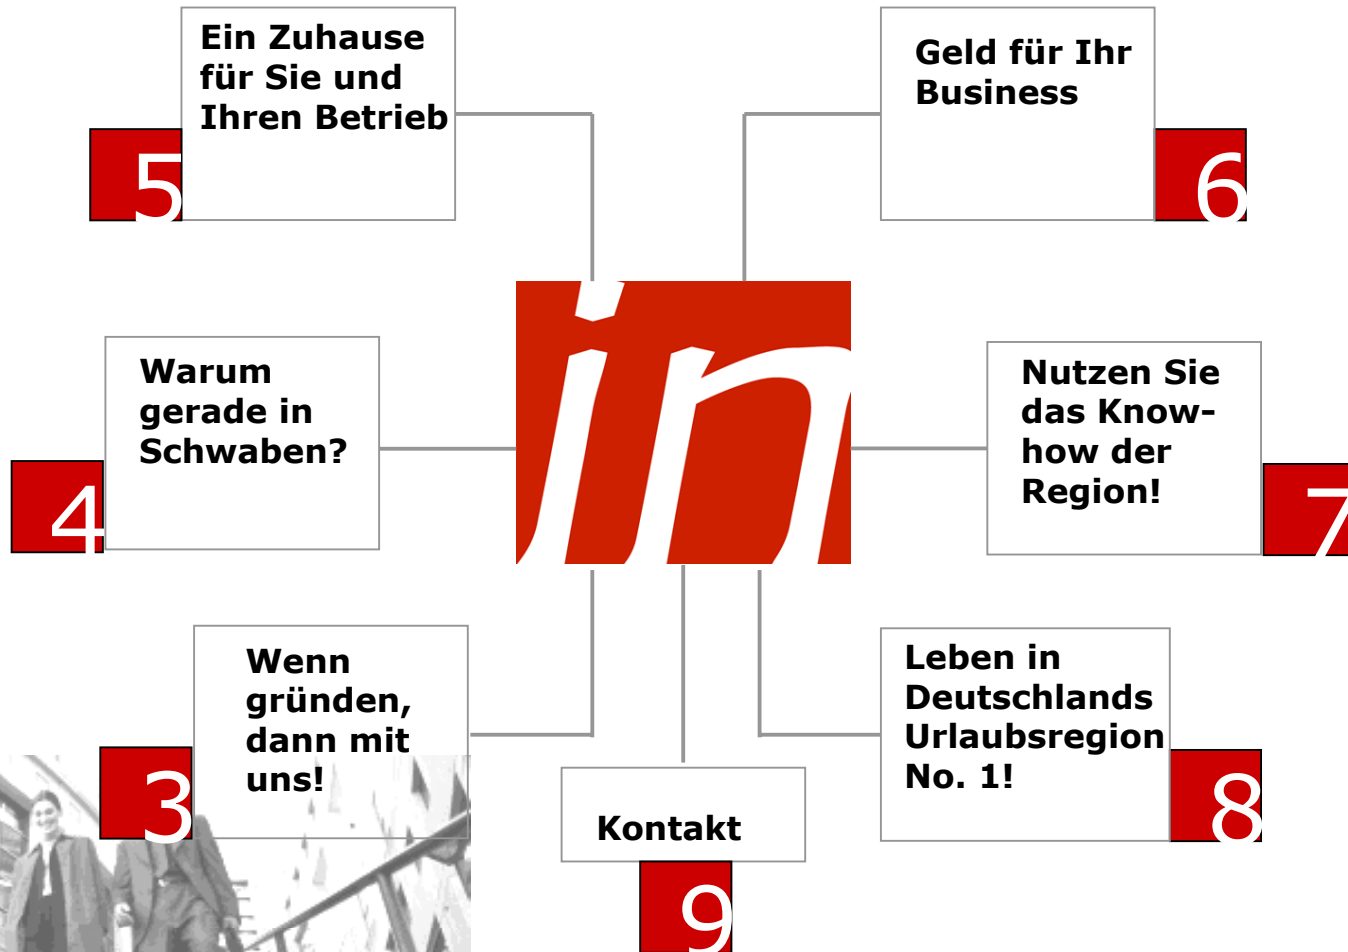 Ein Zuhause
für Sie und
Ihren Betrieb
5
Geld für Ihr
Business
6
in
Warum
gerade in
Schwaben?
4
Nutzen Sie
das Know-
how der
Region!
7
Wenn
gründen,
dann mit
uns!
3
Leben in
Deutschlands
Urlaubsregion
No. 1!
8
Kontakt
9